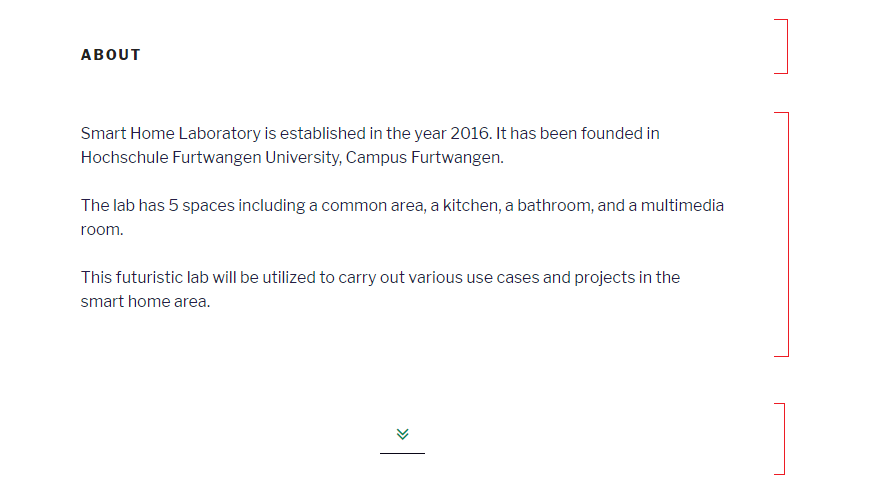 ABOUT
Smart Home Laboratory is established in the year 2016. It has been founded in
Hochschule Furtwangen University, Campus Furtwangen.
The lab has 5 spaces including a common area, a kitchen, a bathroom, and a multimedia
room.
This futuristic lab will be utilized to carry out various use cases and projects in the
smart home area.